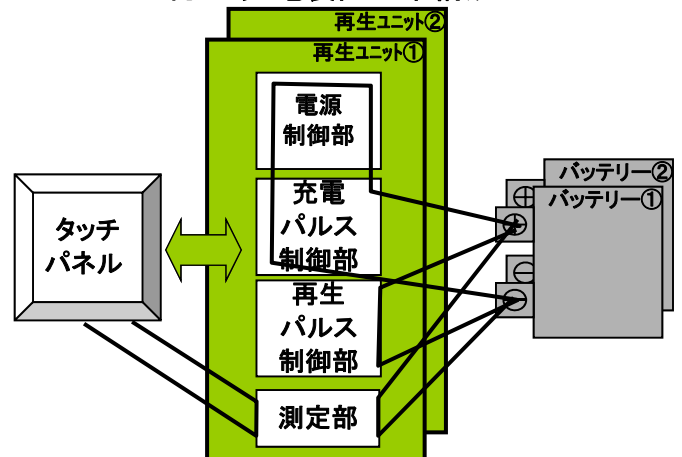 再生ユニット②
再生ユニット①
電源
制御部
充電
パルス
制御部
再生
パルス
制御部
測定部
タッチ
パネル
バッテリー②
バッテリー①
⊕
⊕
⊖
⊖